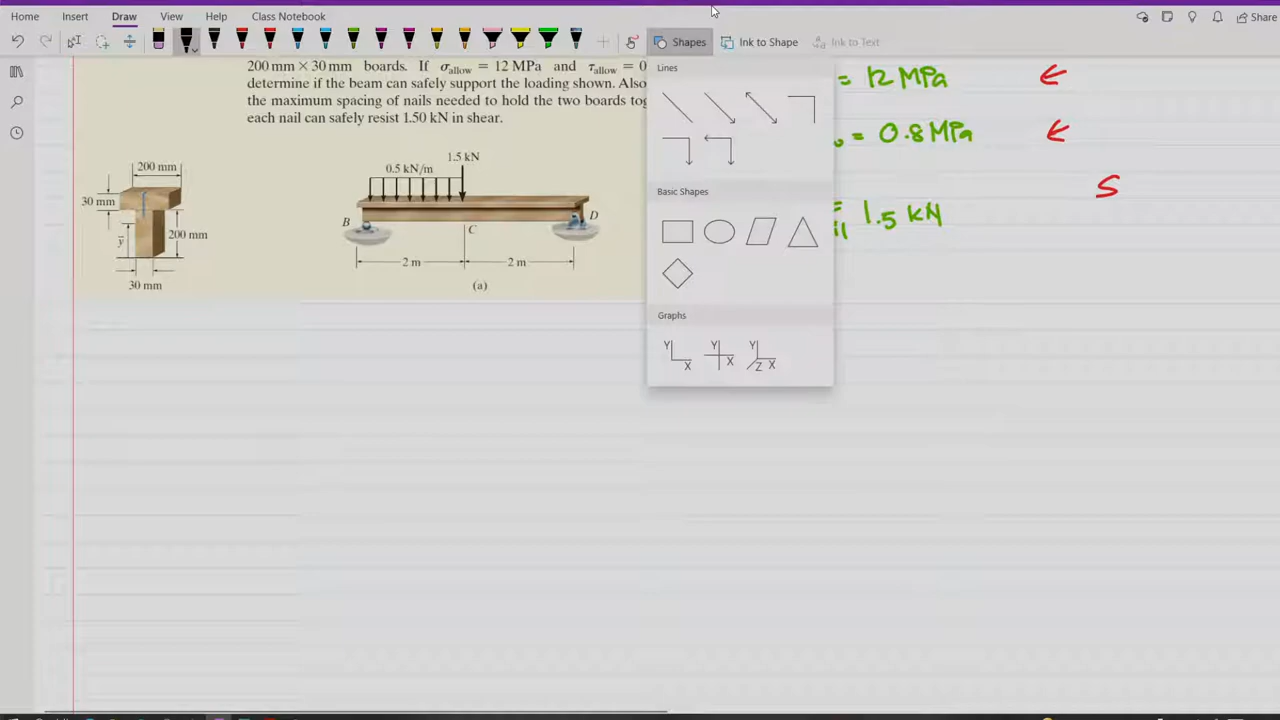 Home Insert Draw View Help Class Notebook
Share
Shapes Ink to Shape Ink to Text
Lines
Basic Shapes
Graphs
Y X Y X Y Z X
200 mm × 30 mm boards. If σallow = 12 MPa and τallow = 0
determine if the beam can safely support the loading shown. Also
the maximum spacing of nails needed to hold the two boards tog
each nail can safely resist 1.50 kN in shear.
200 mm
30 mm
200 mm
y̅
30 mm
1.5 kN
0.5 kN/m
B
C
D
2 m
2 m
(a)
= 12 MPa ←
= 0.8 MPa ←
S
1.5 kN